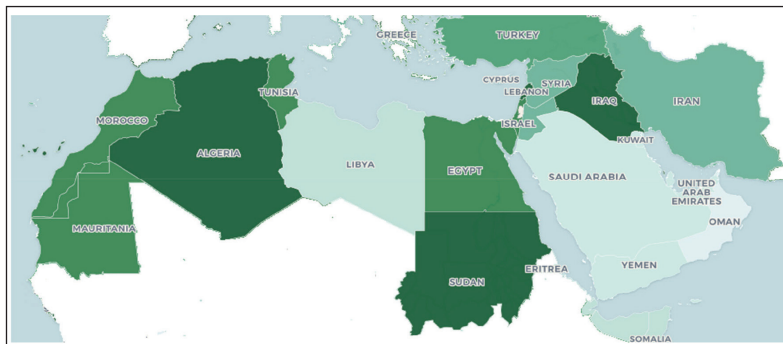 GREECE
TURKEY
CYPRUS
SYRIA
LEBANON
TUNISIA
IRAQ
IRAN
MOROCCO
ISRAEL
ALGERIA
KUWAIT
LIBYA
EGYPT
SAUDI ARABIA
UNITED
ARAB
EMIRATES
OMAN
MAURITANIA
YEMEN
ERITREA
SUDAN
SOMALIA